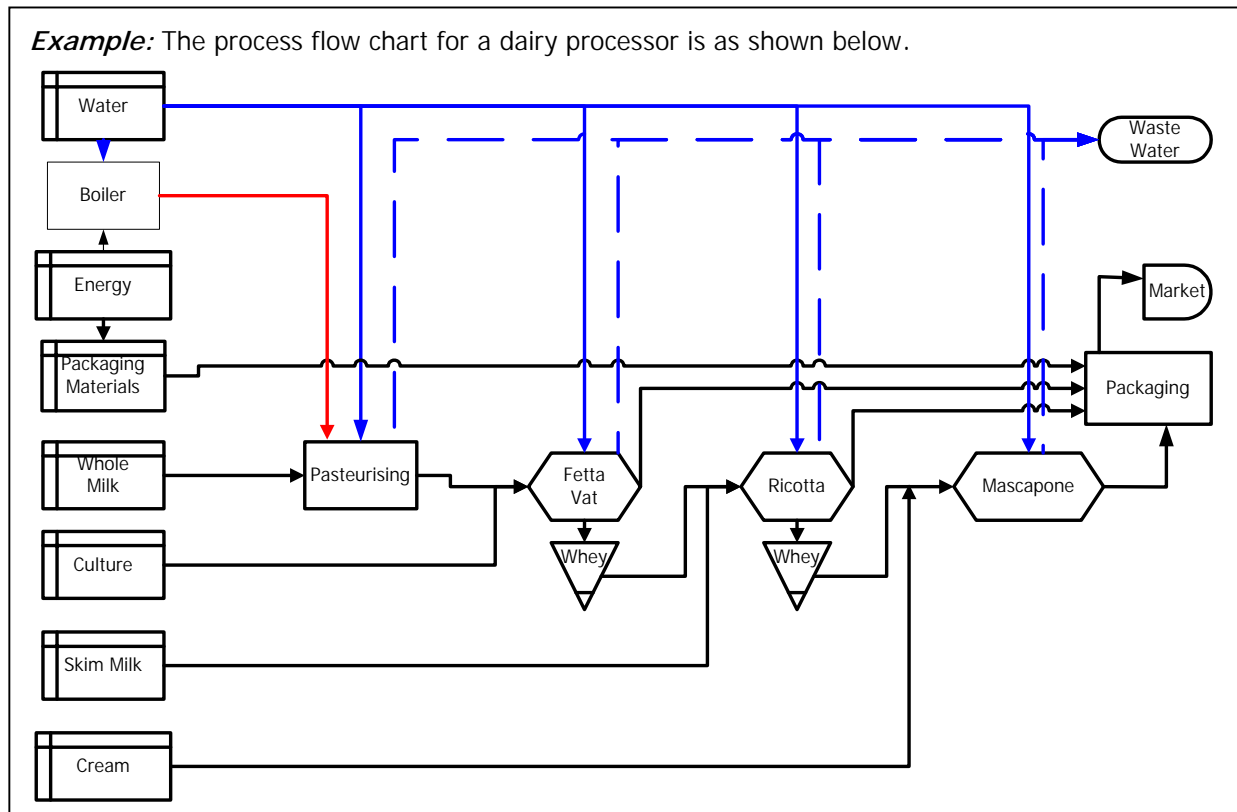 Example: The process flow chart for a dairy processor is as shown below.
Water
Waste
Water
Boiler
Energy
Market
Packaging
Materials
Packaging
Whole
Milk
Pasteurising
Fetta
Vat
Ricotta
Mascapone
Culture
Whey
Whey
Skim Milk
Cream